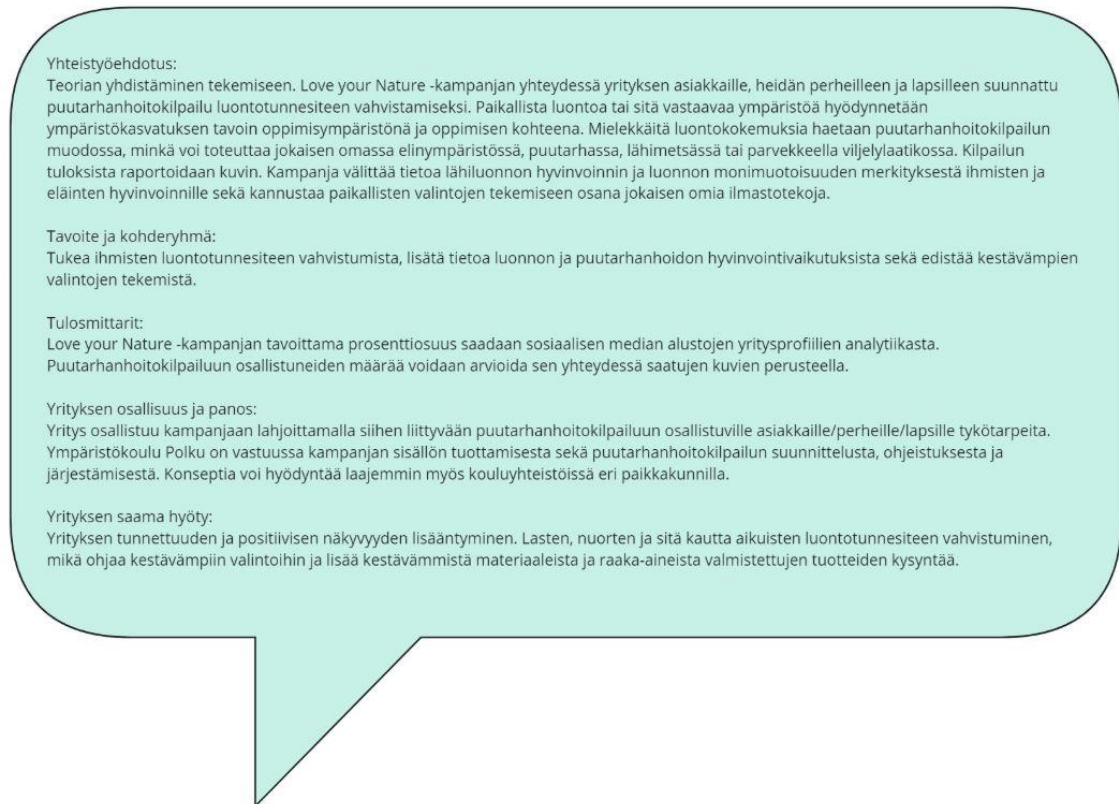 Yhteistyöehdotus:
Teorian yhdistäminen tekemiseen. Love your Nature -kampanjan yhteydessä yrityksen asiakkaille, heidän perheilleen ja lapsilleen suunnattu
puutarhanhoitokilpailu luontotunnesiteen vahvistamiseksi. Paikallista luontoa tai sitä vastaavaa ympäristöä hyödynnetään
ympäristökasvatuksen tavoin oppimisympäristönä ja oppimisen kohteena. Mielekkäitä luontokokemuksia haetaan puutarhanhoitokilpailun
muodossa, minkä voi toteuttaa jokaisen omassa elinympäristössä, puutarhassa, lähimetsässä tai parvekkeella viljelylaatikossa. Kilpailun
tuloksista raportoidaan kuvin. Kampanja välittää tietoa lähiluonnon hyvinvoinnin ja luonnon monimuotoisuuden merkityksestä ihmisten ja
eläinten hyvinvoinnille sekä kannustaa paikallisten valintojen tekemiseen osana jokaisen omia ilmastotekoja.
Tavoite ja kohderyhmä:
Tukea ihmisten luontotunnesiteen vahvistumista, lisätä tietoa luonnon ja puutarhanhoidon hyvinvointivaikutuksista sekä edistää kestävämpien
valintojen tekemistä.
Tulosmittarit:
Love your Nature -kampanjan tavoittama prosenttiosuus saadaan sosiaalisen median alustojen yritysprofiilien analytiikasta.
Puutarhanhoitokilpailuun osallistuneiden määrää voidaan arvioida sen yhteydessä saatujen kuvien perusteella.
Yrityksen osallisuus ja panos:
Yritys osallistuu kampanjaan lahjoittamalla siihen liittyvään puutarhanhoitokilpailuun osallistuville asiakkaille/perheille/lapsille tykötarpeita.
Ympäristökoulu Polku on vastuussa kampanjan sisällön tuottamisesta sekä puutarhanhoitokilpailun suunnittelusta, ohjeistuksesta ja
järjestämisestä. Konseptia voi hyödyntää laajemmin myös kouluyhteistöissä eri paikkakunnilla.
Yrityksen saama hyöty:
Yrityksen tunnettuuden ja positiivisen näkyvyyden lisääntyminen. Lasten, nuorten ja sitä kautta aikuisten luontotunnesiteen vahvistuminen,
mikä ohjaa kestävämpiin valintoihin ja lisää kestävämmistä materiaaleista ja raaka-aineista valmistettujen tuotteiden kysyntää.